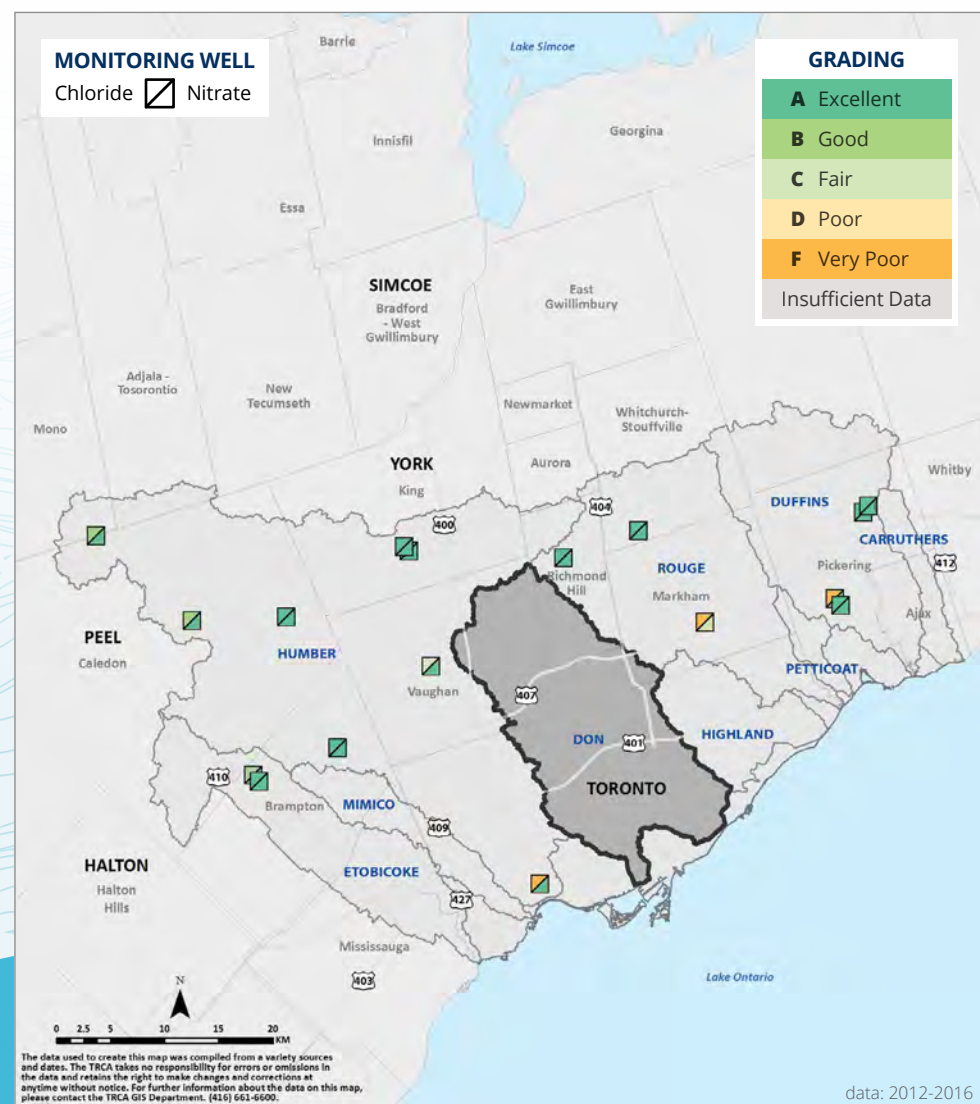 MONITORING WELL
Chloride Nitrate
GRADING
A Excellent
B Good
C Fair
D Poor
F Very Poor
Insufficient Data
Barrie
Lake Simcoe
Innisfil
Georgina
Essa
SIMCOE
Bradford
- West
Gwillimbury
East
Gwillimbury
Adjala -
Tosorontio
New
Tecumseth
Newmarket
Whitchurch-
Stouffville
Mono
YORK
King
Aurora
Whitby
404
400
DUFFINS
CARRUTHERS
412
Richmond
Hill
ROUGE
Markham
Pickering
Ajax
PEEL
Caledon
HUMBER
Vaughan
PETTICOAT
407
DON
401
HIGHLAND
TORONTO
410
Brampton
MIMICO
409
HALTON
Halton
Hills
ETOBICOKE
427
Mississauga
403
Lake Ontario
N
0 2.5 5 10 15 20
KM
The data used to create this map was compiled from a variety sources
and dates. The TRCA takes no responsibility for errors or omissions in
the data and retains the right to make changes and corrections at
anytime without notice. For further information about the data on this map,
please contact the TRCA GIS Department. (416) 661-6600.
data: 2012-2016